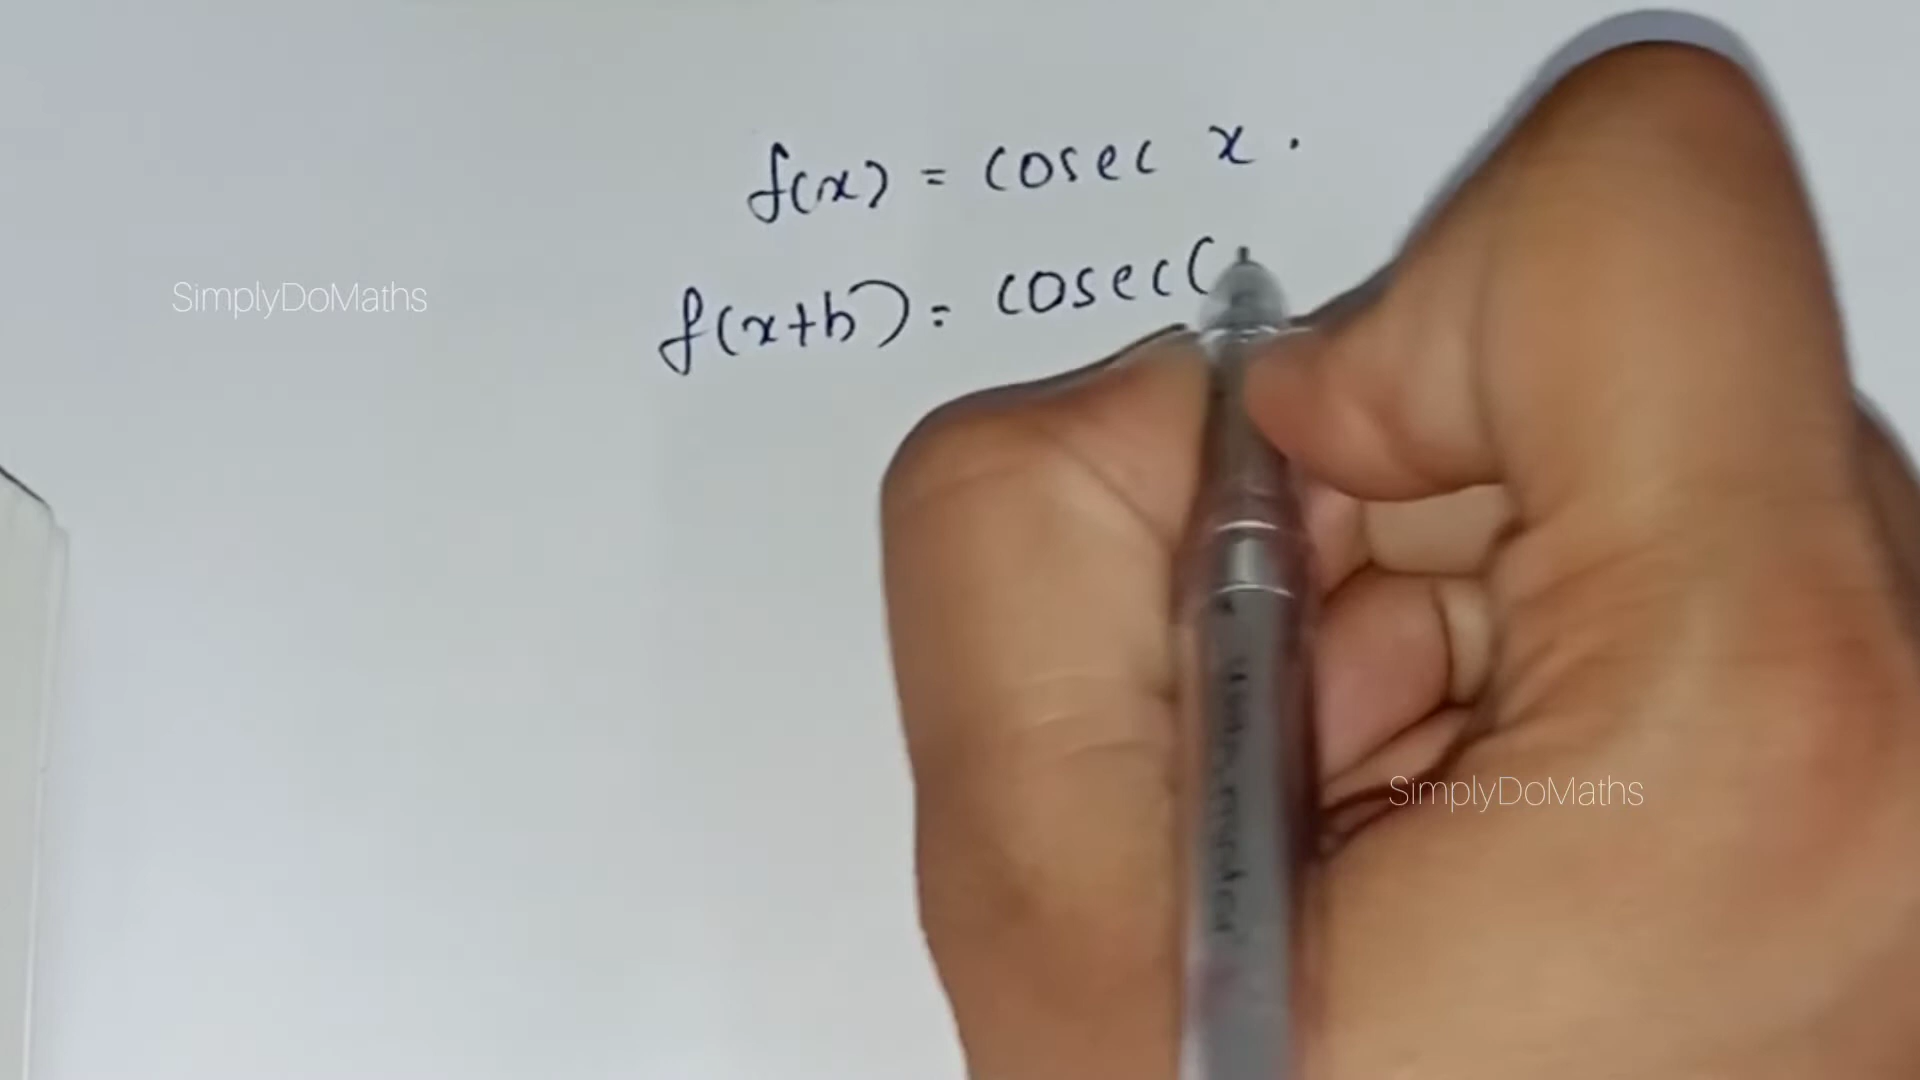 f(x) = cosec x.
f(x+h) = cosec(
SimplyDoMaths
SimplyDoMaths